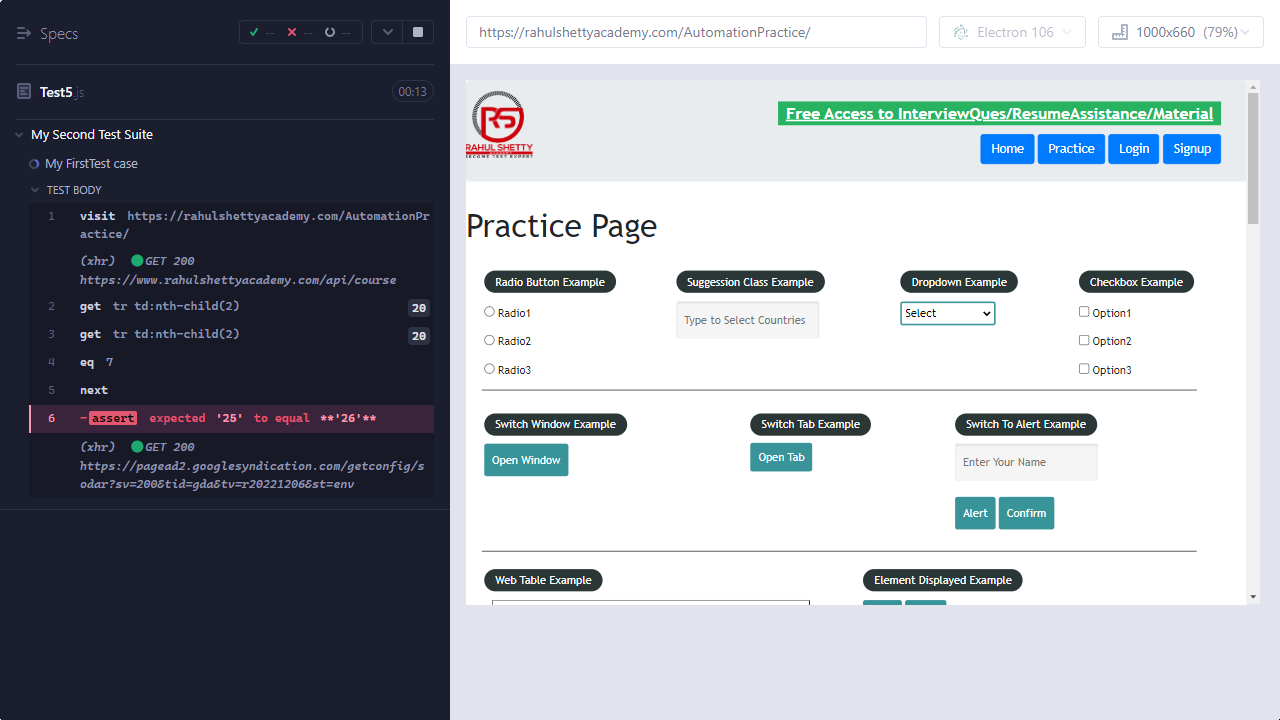 Specs
-- -- --
Test5.js
00:13
My Second Test Suite
My FirstTest case
TEST BODY
1 visit https://rahulshettyacademy.com/AutomationPr
actice/
(xhr) GET 200
https://www.rahulshettyacademy.com/api/course
2 get tr td:nth-child(2) 20
3 get tr td:nth-child(2) 20
4 eq 7
5 next
6 -assert expected '25' to equal **'26'**
(xhr) GET 200
https://pagead2.googlesyndication.com/getconfig/s
odar?sv=200&tid=gda&tv=r20221206&st=env
https://rahulshettyacademy.com/AutomationPractice/
Electron 106
1000x660 (79%)
RS
RAHUL SHETTY
ACADEMY
BECOME TEST EXPERT
Free Access to InterviewQues/ResumeAssistance/Material
Home Practice Login Signup
Practice Page
Radio Button Example
Radio1
Radio2
Radio3
Suggession Class Example
Type to Select Countries
Dropdown Example
Select
Checkbox Example
Option1
Option2
Option3
Switch Window Example
Open Window
Switch Tab Example
Open Tab
Switch To Alert Example
Enter Your Name
Alert Confirm
Web Table Example
Element Displayed Example